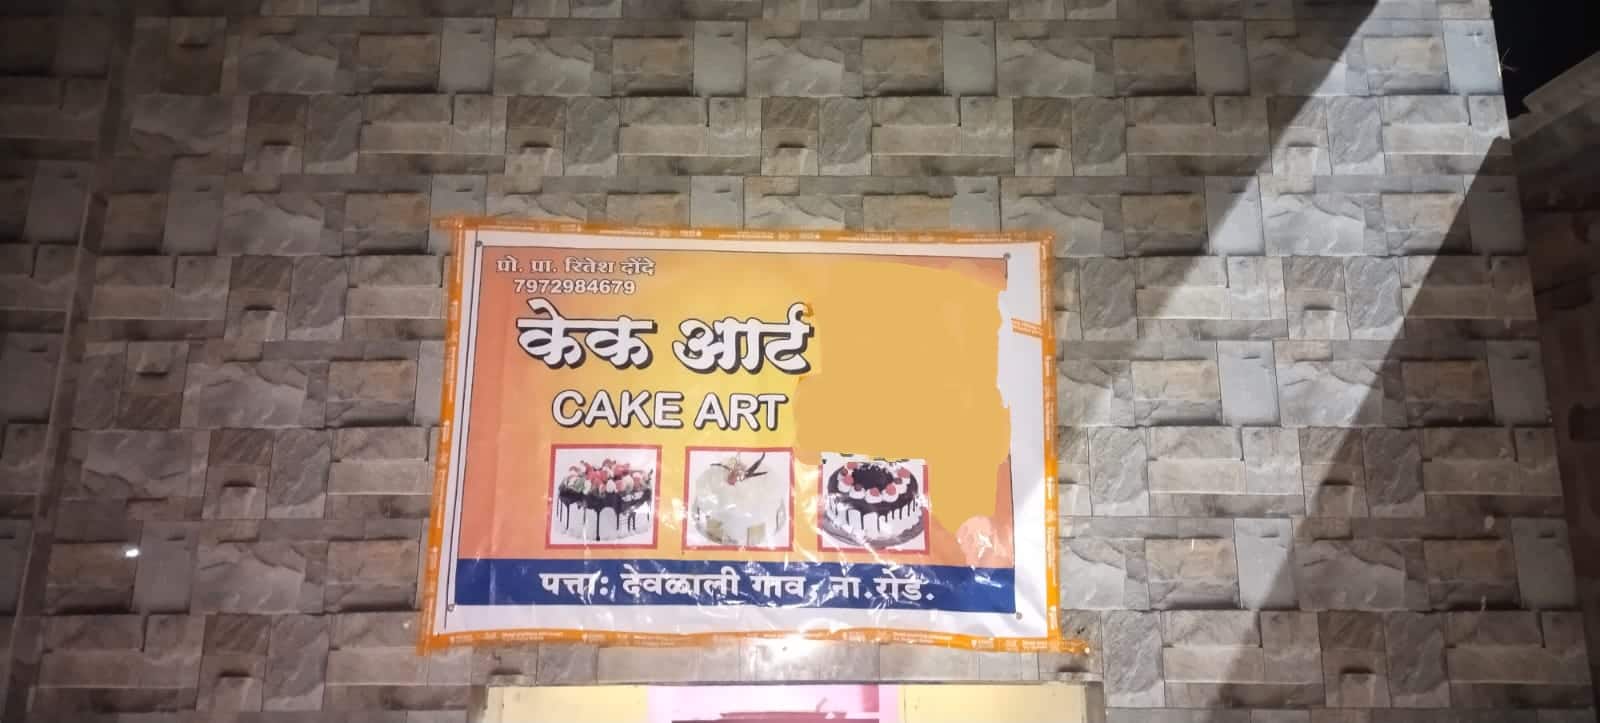 प्रो. प्रा. रितेश दोंदे
7972984679
केक आर्ट
CAKE ART
पत्ता: देवळाली गाव, ना.रोड.